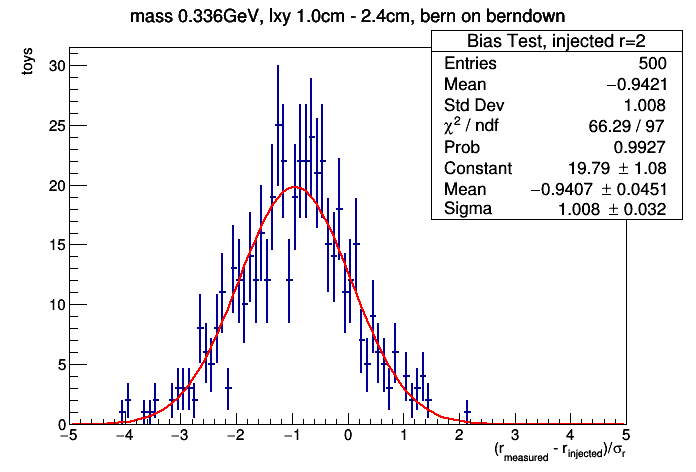 mass 0.336GeV, lxy 1.0cm - 2.4cm, bern on berndown
Bias Test, injected r=2
Entries 500
Mean −0.9421
Std Dev 1.008
χ² / ndf 66.29 / 97
Prob 0.9927
Constant 19.79 ± 1.08
Mean −0.9407 ± 0.0451
Sigma 1.008 ± 0.032
toys
30
25
20
15
10
5
0
−5 −4 −3 −2 −1 0 1 2 3 4 5
(r_measured - r_injected)/σ_r